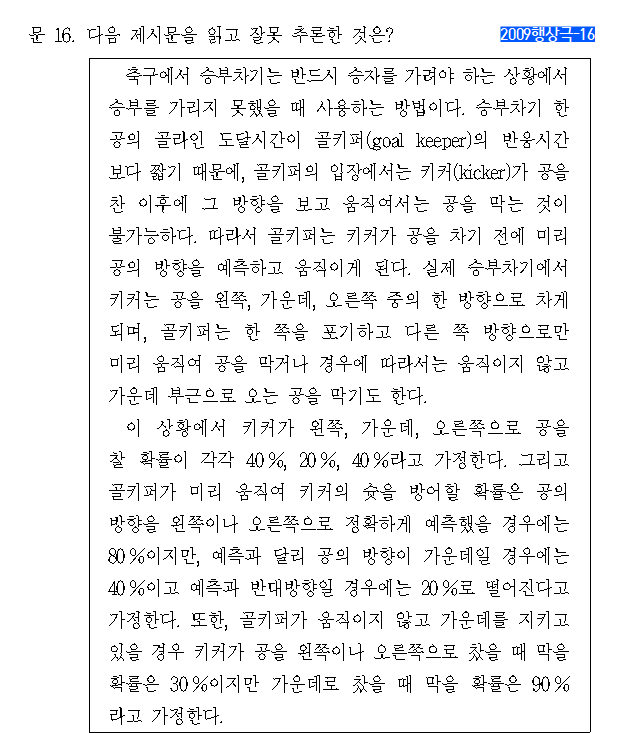 문 16. 다음 제시문을 읽고 잘못 추론한 것은?
2009행상극-16
축구에서 승부차기는 반드시 승자를 가려야 하는 상황에서
승부를 가리지 못했을 때 사용하는 방법이다. 승부차기 한
공의 골라인 도달시간이 골키퍼(goal keeper)의 반응시간
보다 짧기 때문에, 골키퍼의 입장에서는 키커(kicker)가 공을
찬 이후에 그 방향을 보고 움직여서는 공을 막는 것이
불가능하다. 따라서 골키퍼는 키커가 공을 차기 전에 미리
공의 방향을 예측하고 움직이게 된다. 실제 승부차기에서
키커는 공을 왼쪽, 가운데, 오른쪽 중의 한 방향으로 차게
되며, 골키퍼는 한 쪽을 포기하고 다른 쪽 방향으로만
미리 움직여 공을 막거나 경우에 따라서는 움직이지 않고
가운데 부근으로 오는 공을 막기도 한다.
이 상황에서 키커가 왼쪽, 가운데, 오른쪽으로 공을
찰 확률이 각각 40%, 20%, 40%라고 가정한다. 그리고
골키퍼가 미리 움직여 키커의 슛을 방어할 확률은 공의
방향을 왼쪽이나 오른쪽으로 정확하게 예측했을 경우에는
80%이지만, 예측과 달리 공의 방향이 가운데일 경우에는
40%이고 예측과 반대방향일 경우에는 20%로 떨어진다고
가정한다. 또한, 골키퍼가 움직이지 않고 가운데를 지키고
있을 경우 키커가 공을 왼쪽이나 오른쪽으로 찼을 때 막을
확률은 30%이지만 가운데로 찼을 때 막을 확률은 90%
라고 가정한다.